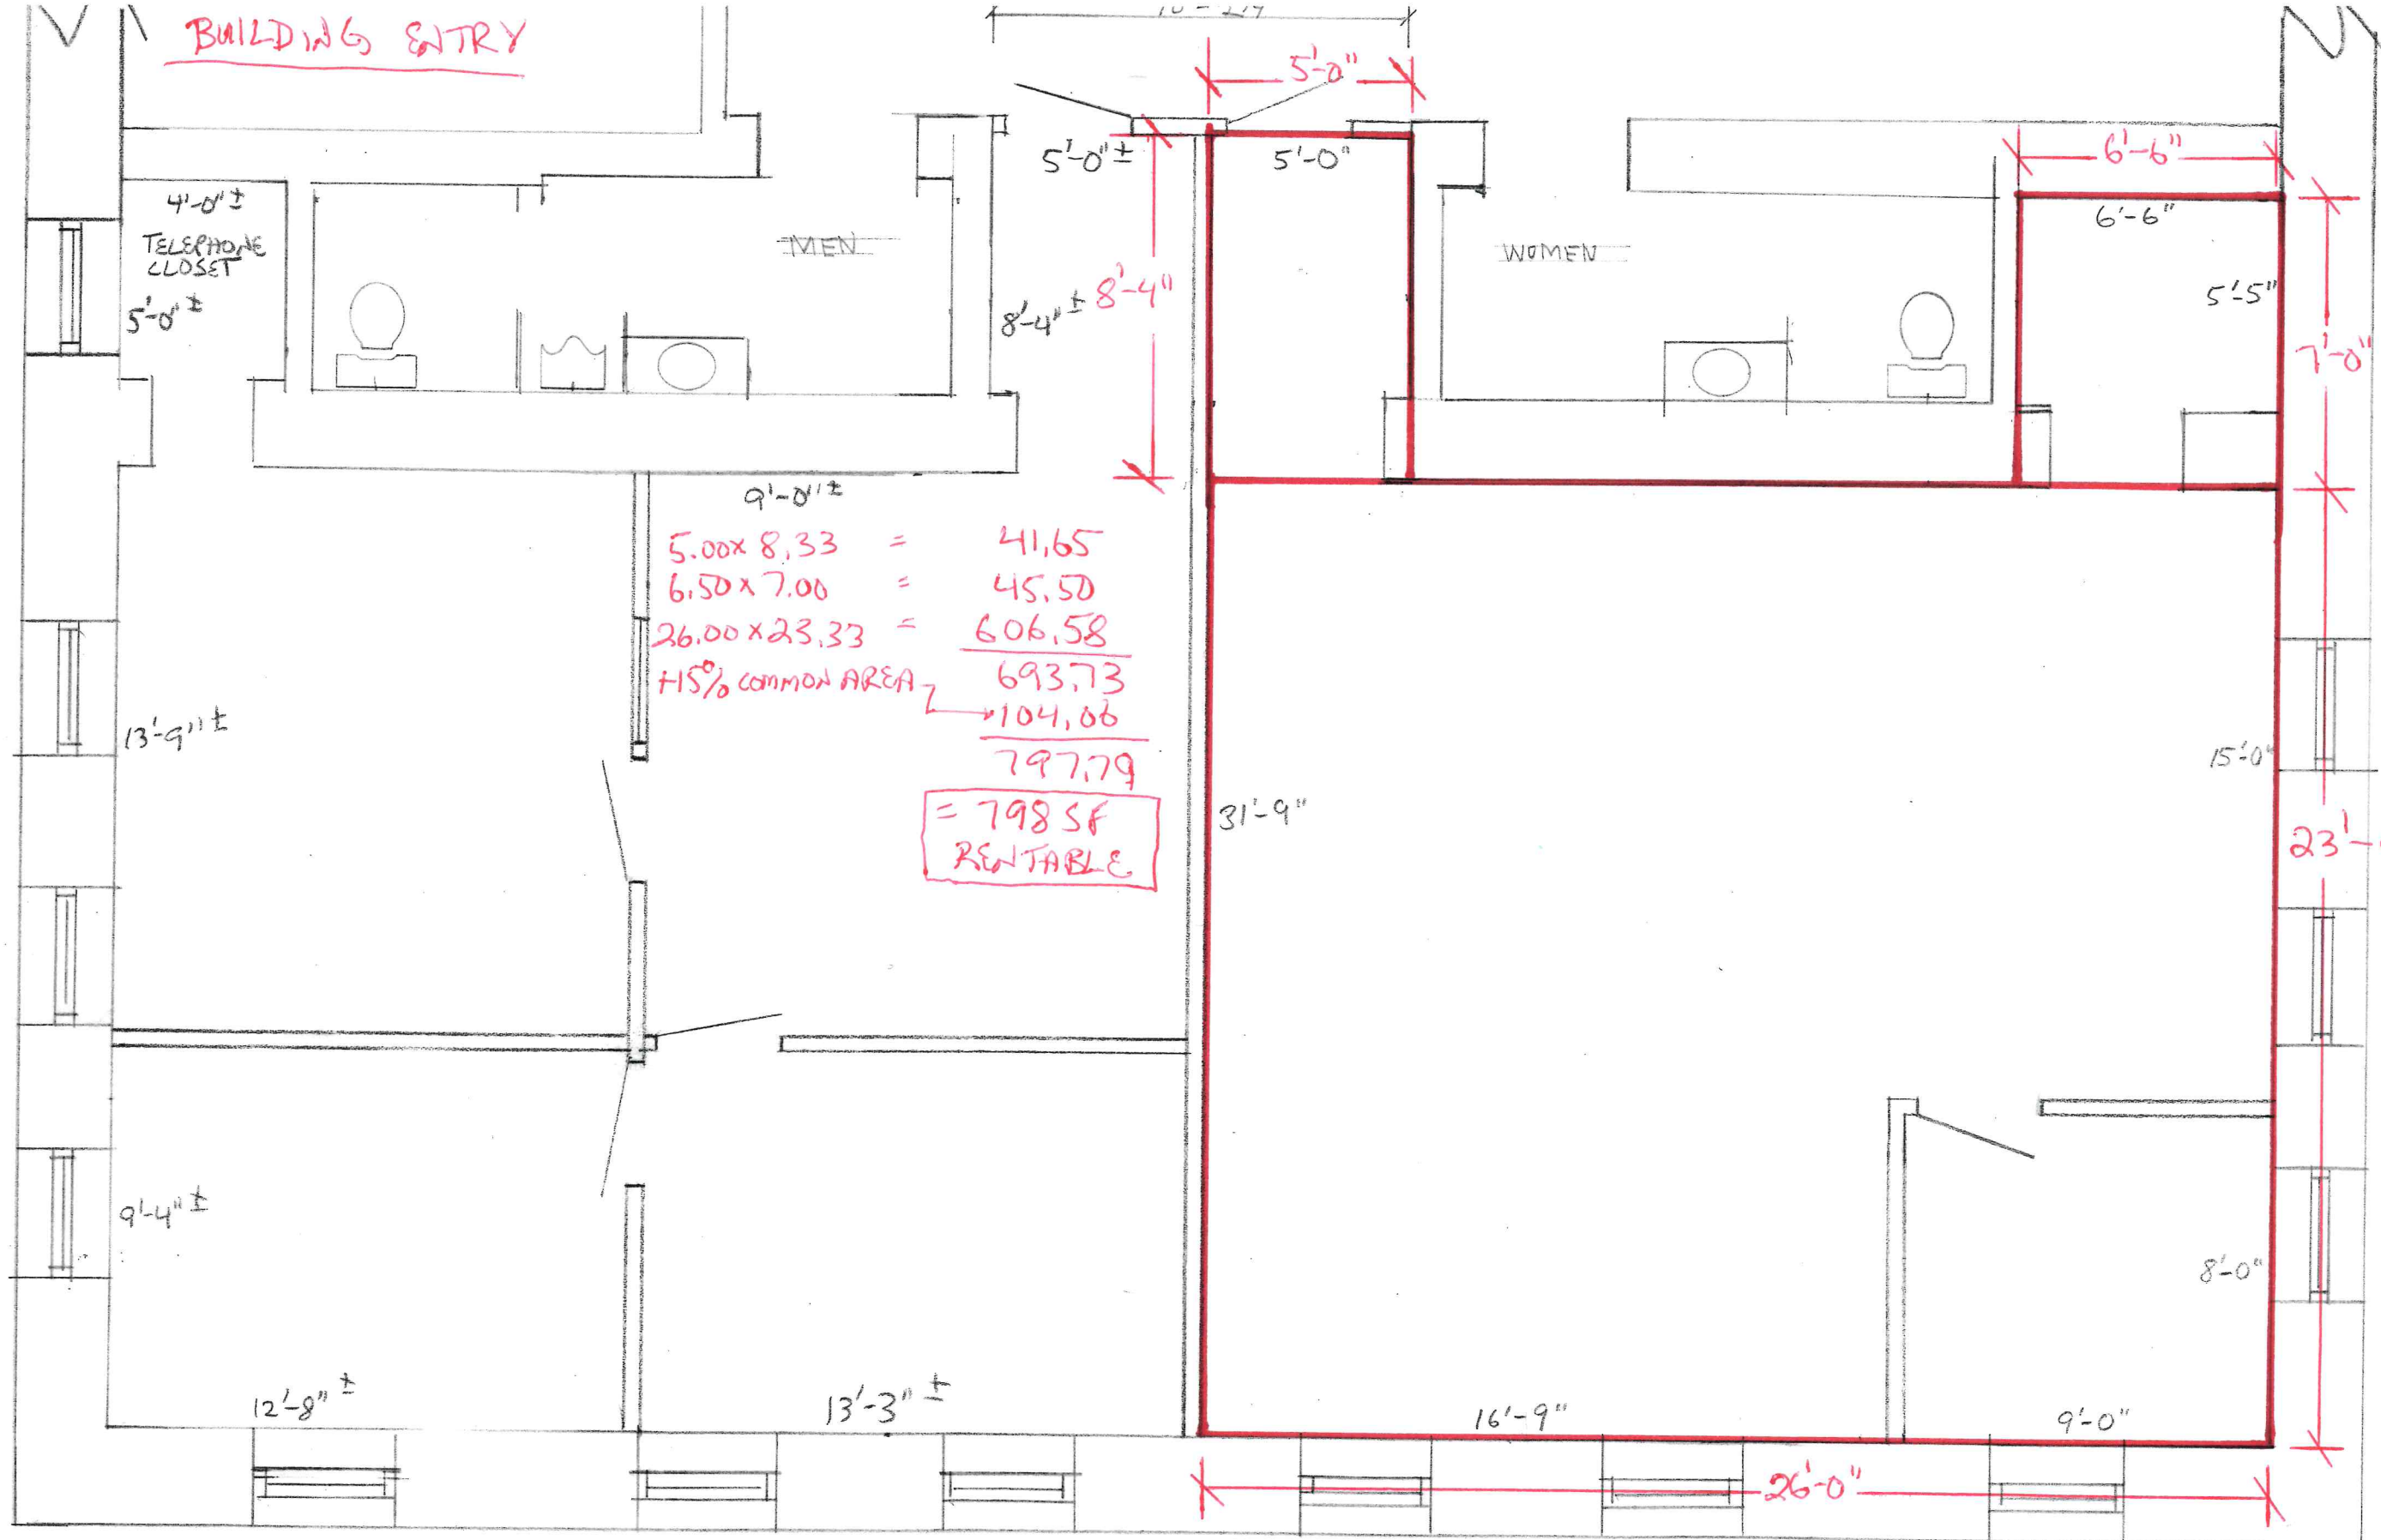 BUILDING ENTRY
5'-0"
5'-0" ±
5'-0"
6'-6"
6'-6"
4'-0" ±
TELEPHONE
CLOSET
5'-0" ±
MEN
WOMEN
8'-4" ±
8'-4"
5'-5"
7'-0"
9'-0" ±
5.00 x 8.33 = 41.65
6.50 x 7.00 = 45.50
26.00 x 23.33 = 606.58
+15% COMMON AREA 693.73
104.06
797.79
= 798 SF
RENTABLE
13'-9" ±
31'-9"
15'-0"
23'-
9'-4" ±
8'-0"
12'-8" ±
13'-3" ±
16'-9"
9'-0"
26'-0"